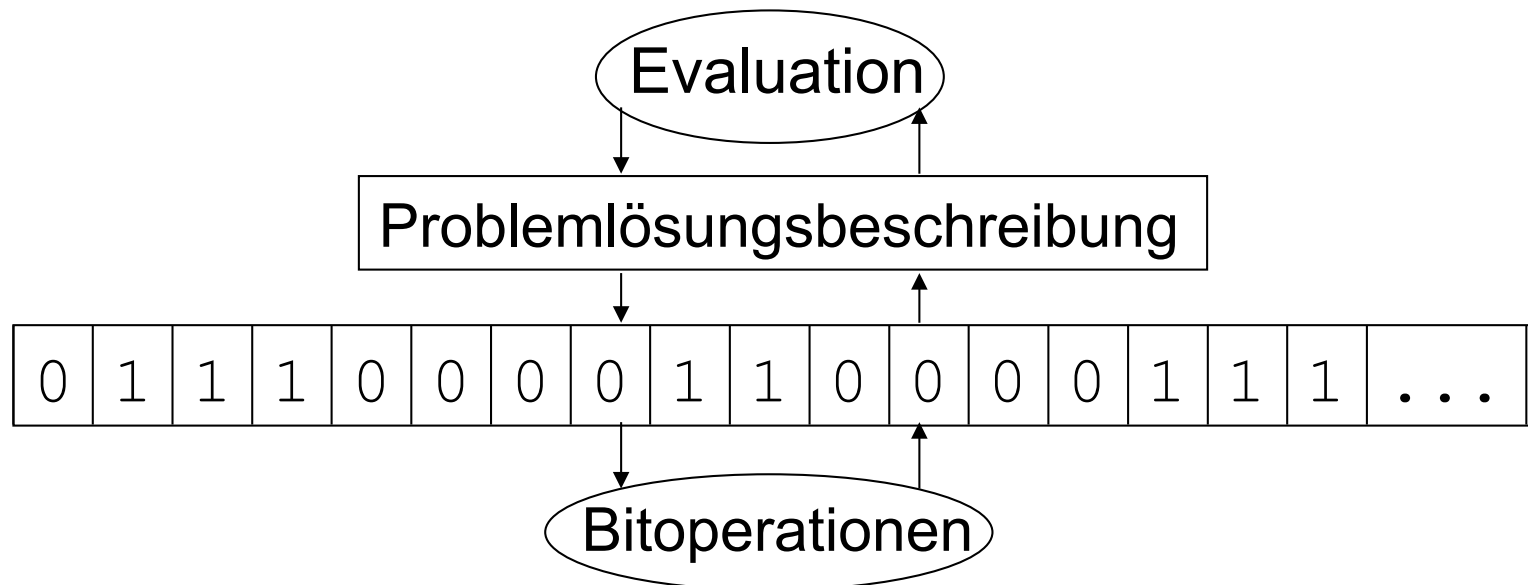 Evaluation
Problemlösungsbeschreibung
0 1 1 1 0 0 0 0 1 1 0 0 0 0 1 1 1 ...
Bitoperationen